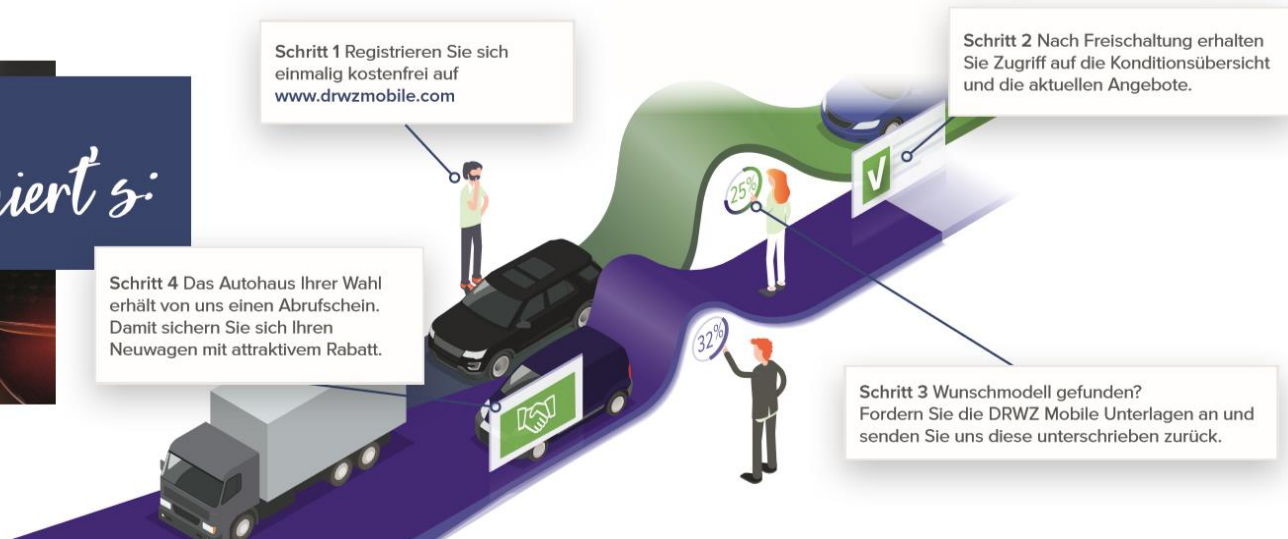 iert's:
Schritt 1 Registrieren Sie sich
einmalig kostenfrei auf
www.drwzmobile.com
Schritt 2 Nach Freischaltung erhalten
Sie Zugriff auf die Konditionsübersicht
und die aktuellen Angebote.
25%
32%
Schritt 3 Wunschmodell gefunden?
Fordern Sie die DRWZ Mobile Unterlagen an und
senden Sie uns diese unterschrieben zurück.
Schritt 4 Das Autohaus Ihrer Wahl
erhält von uns einen Abrufschein.
Damit sichern Sie sich Ihren
Neuwagen mit attraktivem Rabatt.